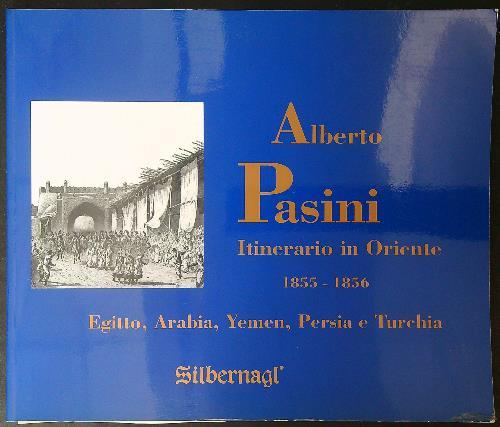 Alberto
Pasini
Itinerario in Oriente
1855 - 1856
Egitto, Arabia, Yemen, Persia e Turchia
Silbernagl'